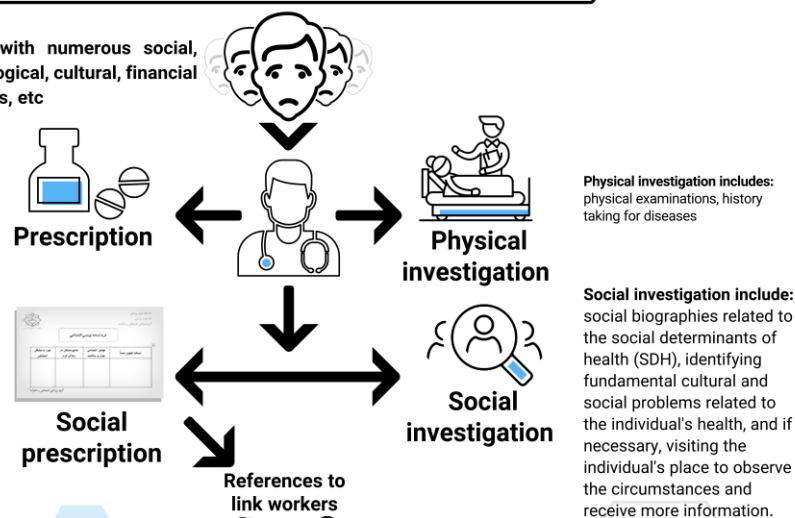 with numerous social,
ogical, cultural, financial
s, etc
Prescription
Physical
investigation
Physical investigation includes:
physical examinations, history
taking for diseases
Social
prescription
Social
investigation
Social investigation include:
social biographies related to
the social determinants of
health (SDH), identifying
fundamental cultural and
social problems related to
the individual's health, and if
necessary, visiting the
individual's place to observe
the circumstances and
receive more information.
References to
link workers